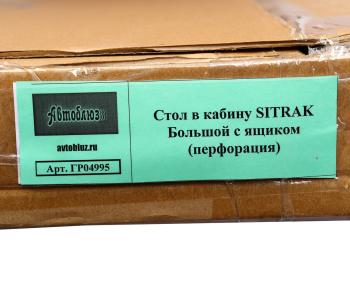 Автоблюз
avtobluz.ru
Арт. ГР04995
Стол в кабину SITRAK
Большой с ящиком
(перфорация)